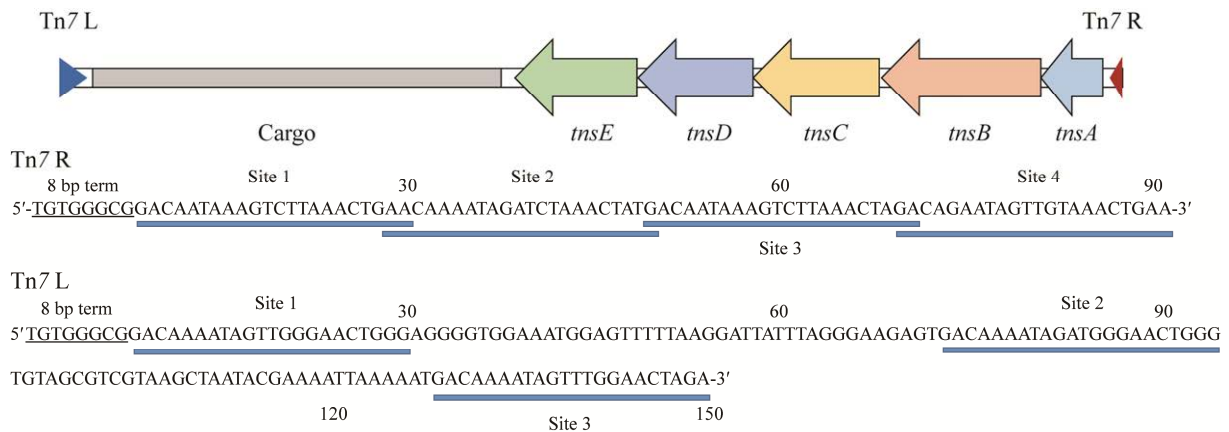 Tn7 L Tn7 R
Cargo tnsE tnsD tnsC tnsB tnsA
Tn7 R
8 bp term Site 1 30 Site 2 60 Site 4 90
5′-TGTGGGCGGACAATAAAGTCTTAAACTGAACAAAATAGATCTAAACTATGACAATAAAGTCTTAAACTAGACAGAATAGTTGTAAACTGAA-3′
Site 3
Tn7 L
8 bp term Site 1 30 60 Site 2 90
5′TGTGGGCGGACAAAATAGTTGGGAACTGGGAGGGGTGGAAATGGAGTTTTTAAGGATTATTTAGGGAAGAGTGACAAAATAGATGGGAACTGGG
TGTAGCGTCGTAAGCTAATACGAAAATTAAAAATGACAAAATAGTTTGGAACTAGA-3′
120 Site 3 150